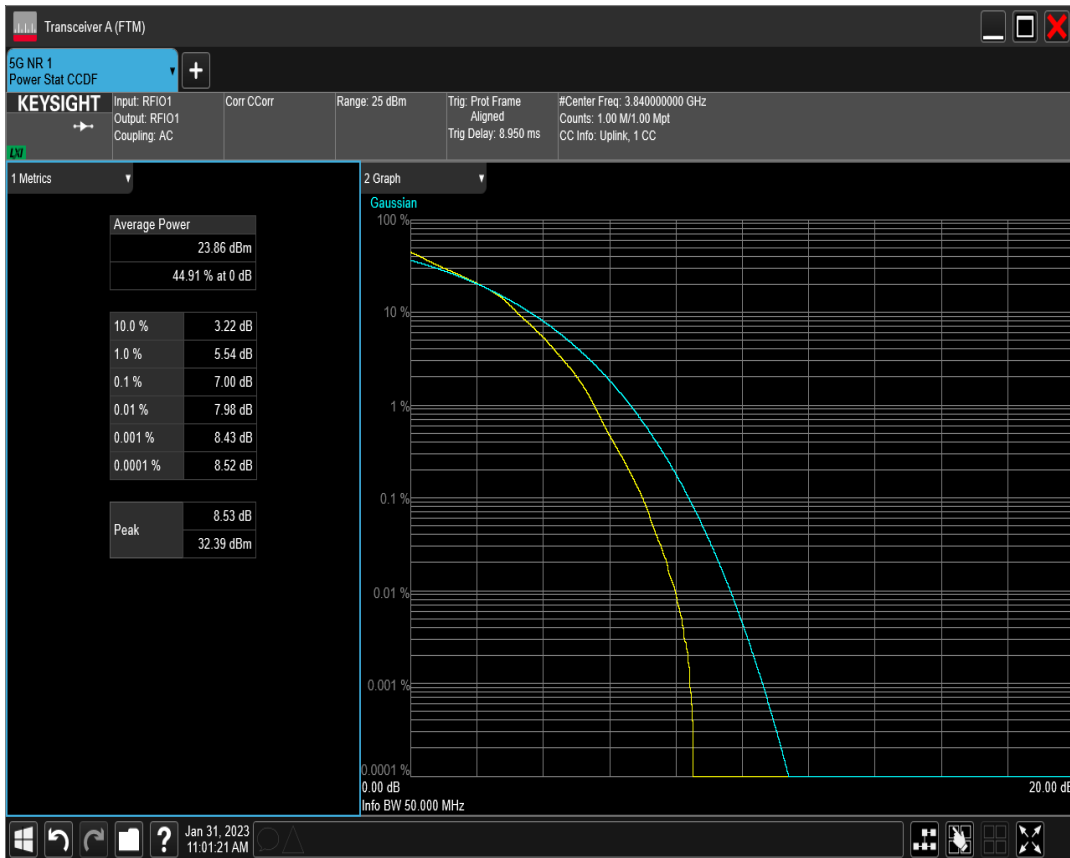 Transceiver A (FTM)
5G NR 1
Power Stat CCDF
+
KEYSIGHT
LXI
Input: RFIO1
Output: RFIO1
Coupling: AC
Corr CCorr
Range: 25 dBm
Trig: Prot Frame
Aligned
Trig Delay: 8.950 ms
#Center Freq: 3.840000000 GHz
Counts: 1.00 M/1.00 Mpt
CC Info: Uplink, 1 CC
1 Metrics
Average Power
23.86 dBm
44.91 % at 0 dB
10.0 % 3.22 dB
1.0 % 5.54 dB
0.1 % 7.00 dB
0.01 % 7.98 dB
0.001 % 8.43 dB
0.0001 % 8.52 dB
Peak
8.53 dB
32.39 dBm
2 Graph
Gaussian
100 %
10 %
1 %
0.1 %
0.01 %
0.001 %
0.0001 %
0.00 dB 20.00 dB
Info BW 50.000 MHz
?
Jan 31, 2023
11:01:21 AM